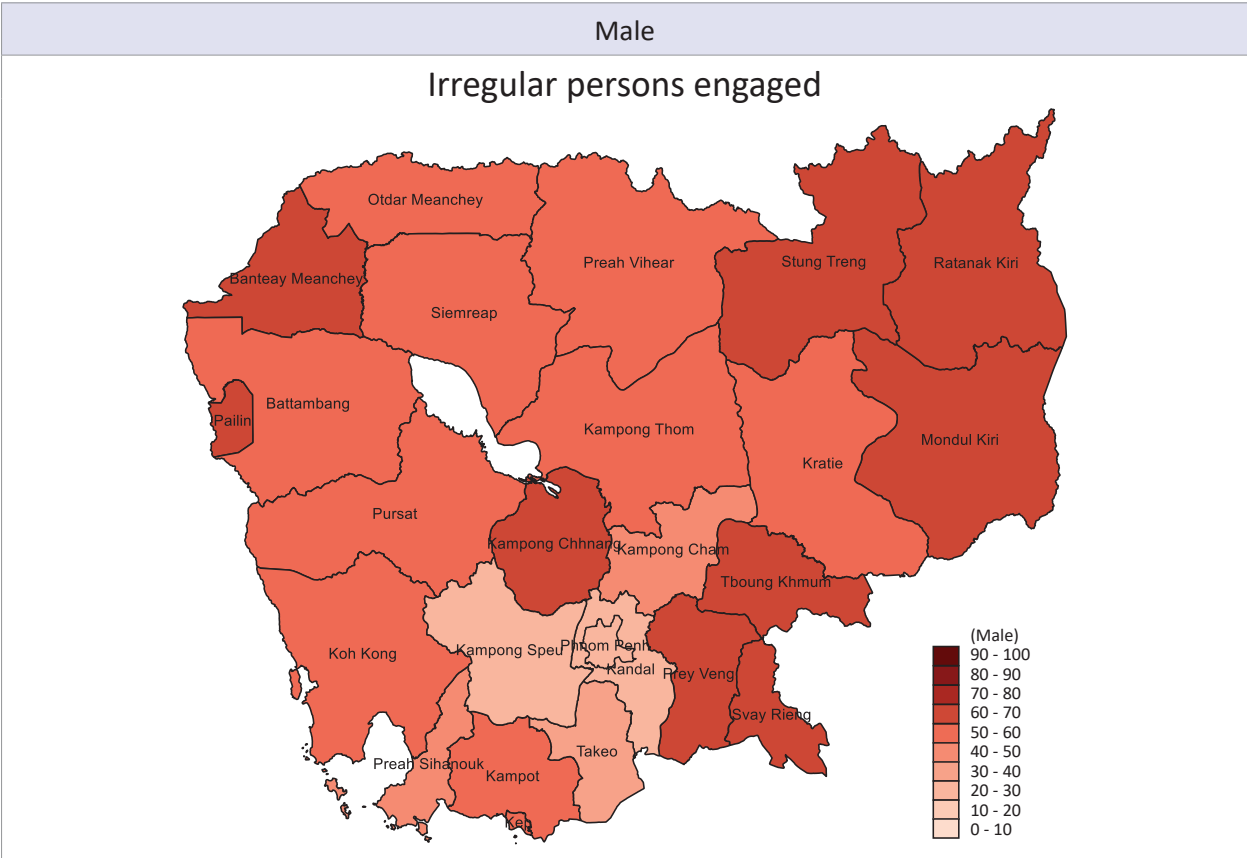 Male
Irregular persons engaged
Otdar Meanchey
Banteay Meanchey
Preah Vihear
Stung Treng
Ratanak Kiri
Siemreap
Battambang
Pailin
Kampong Thom
Kratie
Mondul Kiri
Pursat
Kampong Chhnang
Kampong Cham
Tboung Khmum
Koh Kong
Kampong Speu
Phnom Penh
Kandal
Prey Veng
Svay Rieng
Preah Sihanouk
Kampot
Takeo
Kep
(Male)
90 - 100
80 - 90
70 - 80
60 - 70
50 - 60
40 - 50
30 - 40
20 - 30
10 - 20
0 - 10